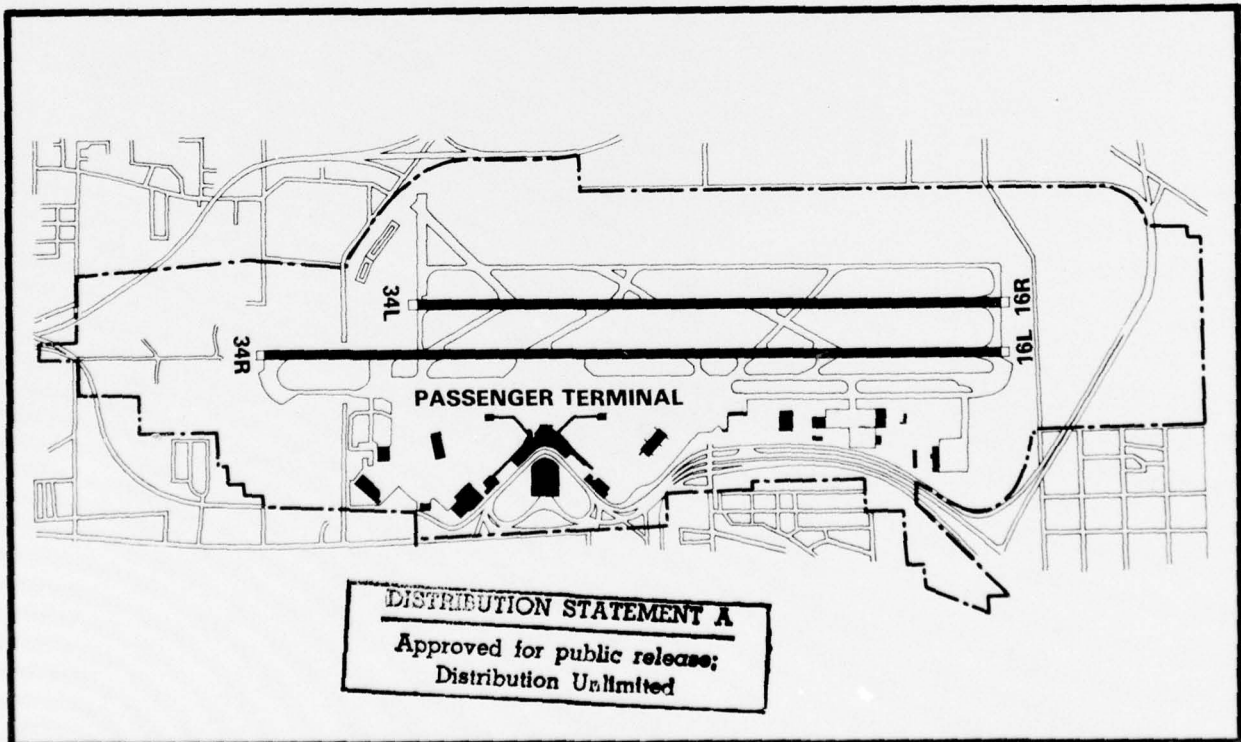 34L
16R
34R
16L
PASSENGER TERMINAL
DISTRIBUTION STATEMENT A
Approved for public release;
Distribution Unlimited